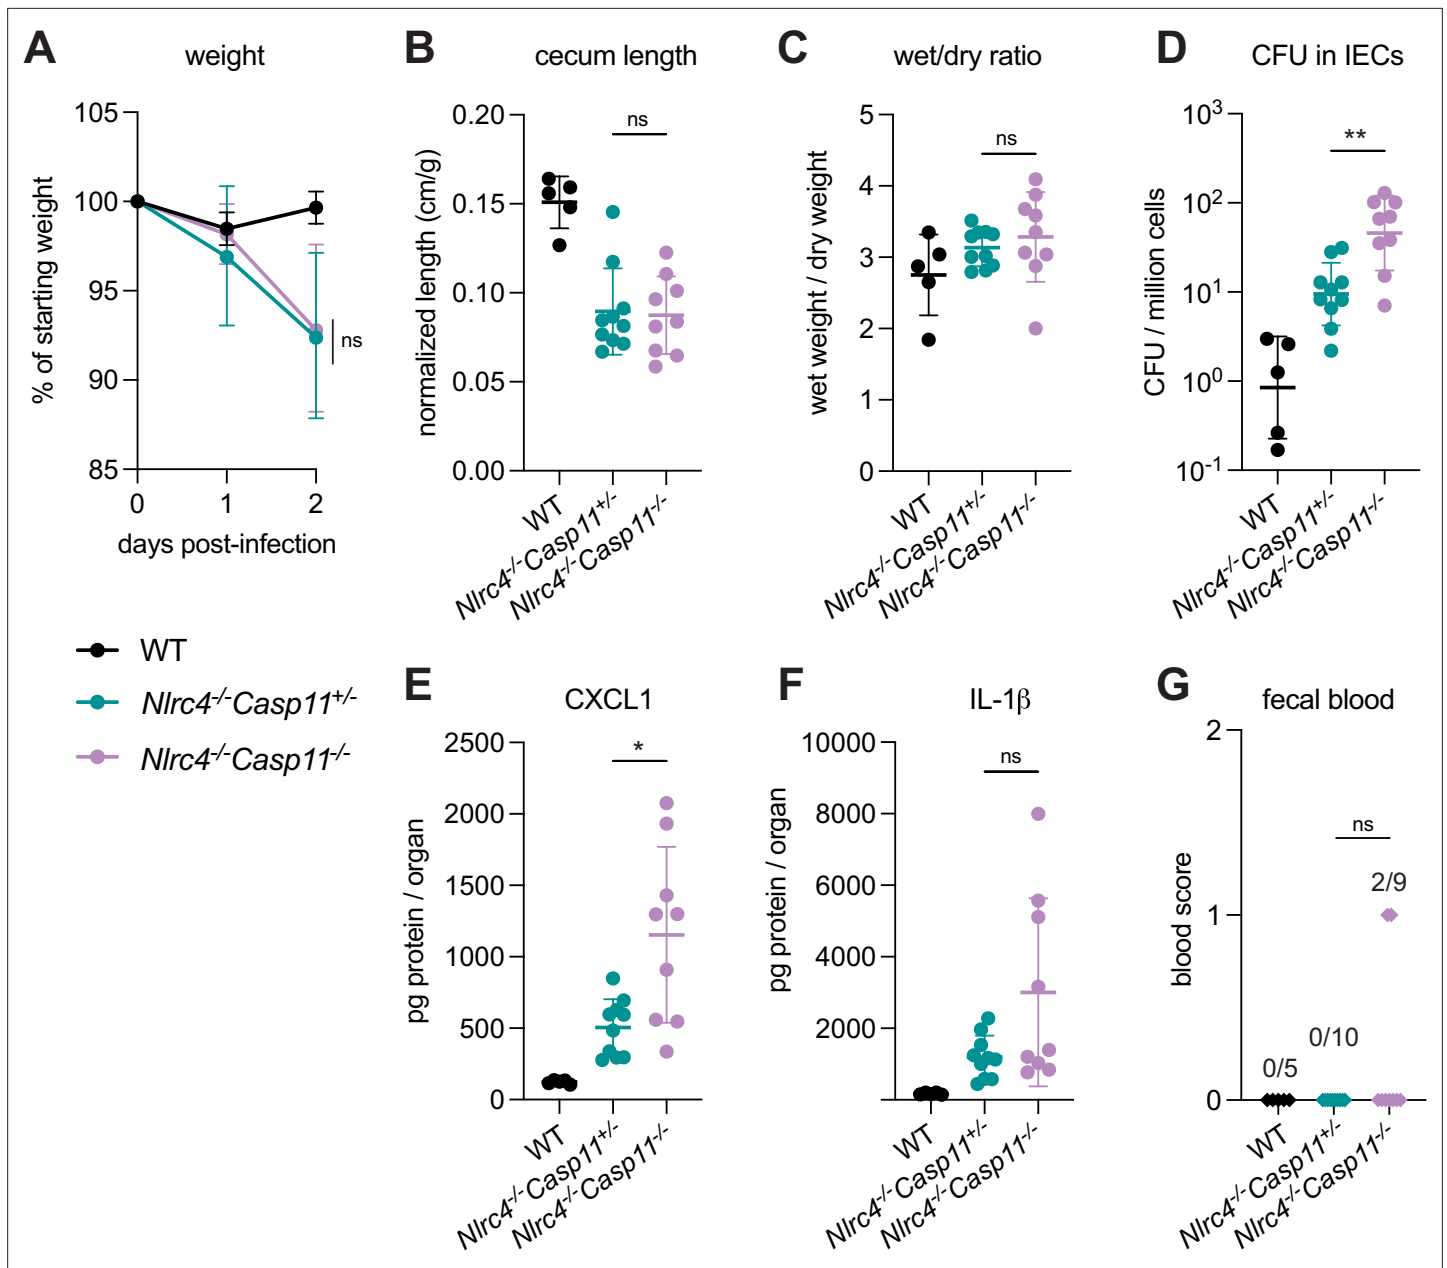 A
weight
% of starting weight
105
100
95
90
85
0
1
2
days post-infection
ns
B
cecum length
normalized length (cm/g)
0.20
0.15
0.10
0.05
0.00
ns
WT
Nlrc4-/-Casp11+/-
Nlrc4-/-Casp11-/-
C
wet/dry ratio
wet weight / dry weight
5
4
3
2
1
0
ns
WT
Nlrc4-/-Casp11+/-
Nlrc4-/-Casp11-/-
D
CFU in IECs
CFU / million cells
10³
10²
10¹
10⁰
10⁻¹
**
WT
Nlrc4-/-Casp11+/-
Nlrc4-/-Casp11-/-
WT
Nlrc4-/-Casp11+/-
Nlrc4-/-Casp11-/-
E
CXCL1
pg protein / organ
2500
2000
1500
1000
500
0
*
WT
Nlrc4-/-Casp11+/-
Nlrc4-/-Casp11-/-
F
IL-1β
pg protein / organ
10000
8000
6000
4000
2000
ns
WT
Nlrc4-/-Casp11+/-
Nlrc4-/-Casp11-/-
G
fecal blood
blood score
2
1
0
ns
2/9
0/10
0/5
WT
Nlrc4-/-Casp11+/-
Nlrc4-/-Casp11-/-